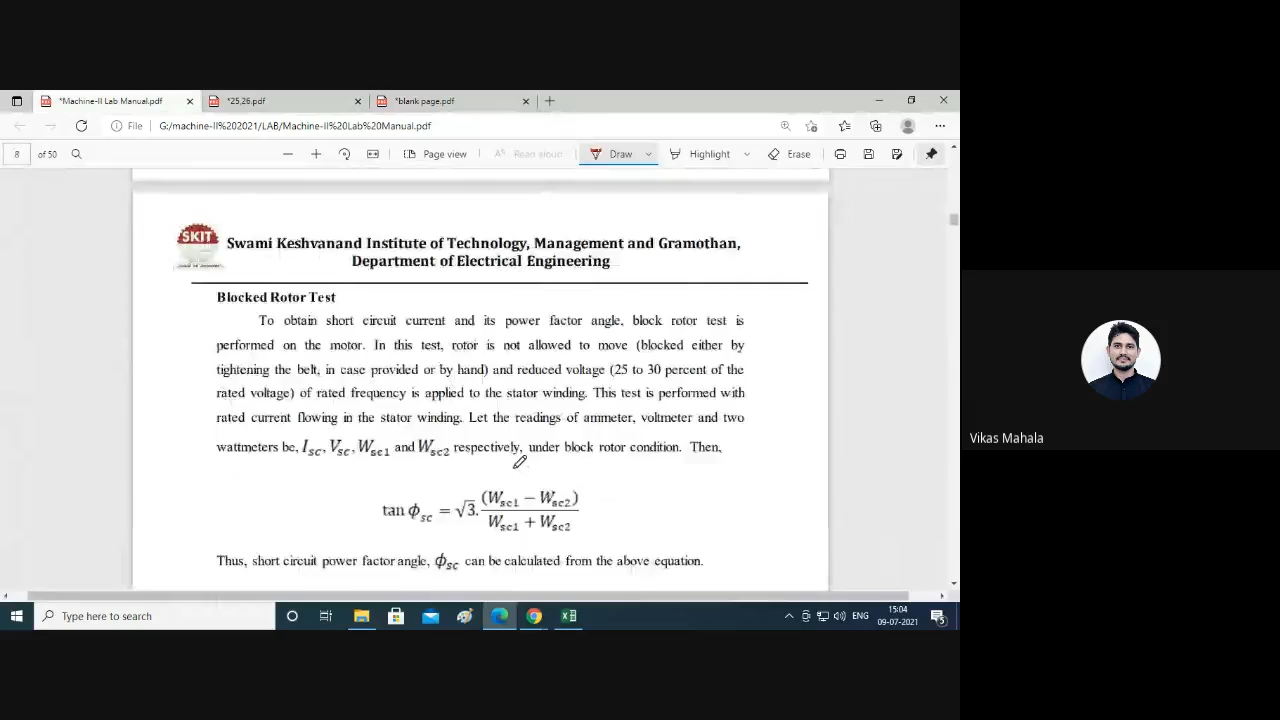 *Machine-II Lab Manual.pdf
*25,26.pdf
*blank page.pdf
File G:/machine-II%202021/LAB/Machine-II%20Lab%20Manual.pdf
8 of 50 Page view Read aloud Draw Highlight Erase
SKIT
Swami Keshvanand Institute of Technology, Management and Gramothan,
Department of Electrical Engineering
Blocked Rotor Test
To obtain short circuit current and its power factor angle, block rotor test is
performed on the motor. In this test, rotor is not allowed to move (blocked either by
tightening the belt, in case provided or by hand) and reduced voltage (25 to 30 percent of the
rated voltage) of rated frequency is applied to the stator winding. This test is performed with
rated current flowing in the stator winding. Let the readings of ammeter, voltmeter and two
wattmeters be, I_sc, V_sc, W_sc1 and W_sc2 respectively, under block rotor condition. Then,
tan ϕ_sc = √3. (W_sc1 − W_sc2) / (W_sc1 + W_sc2)
Thus, short circuit power factor angle, ϕ_sc can be calculated from the above equation.
Vikas Mahala
Type here to search
ENG
15:04
09-07-2021
5